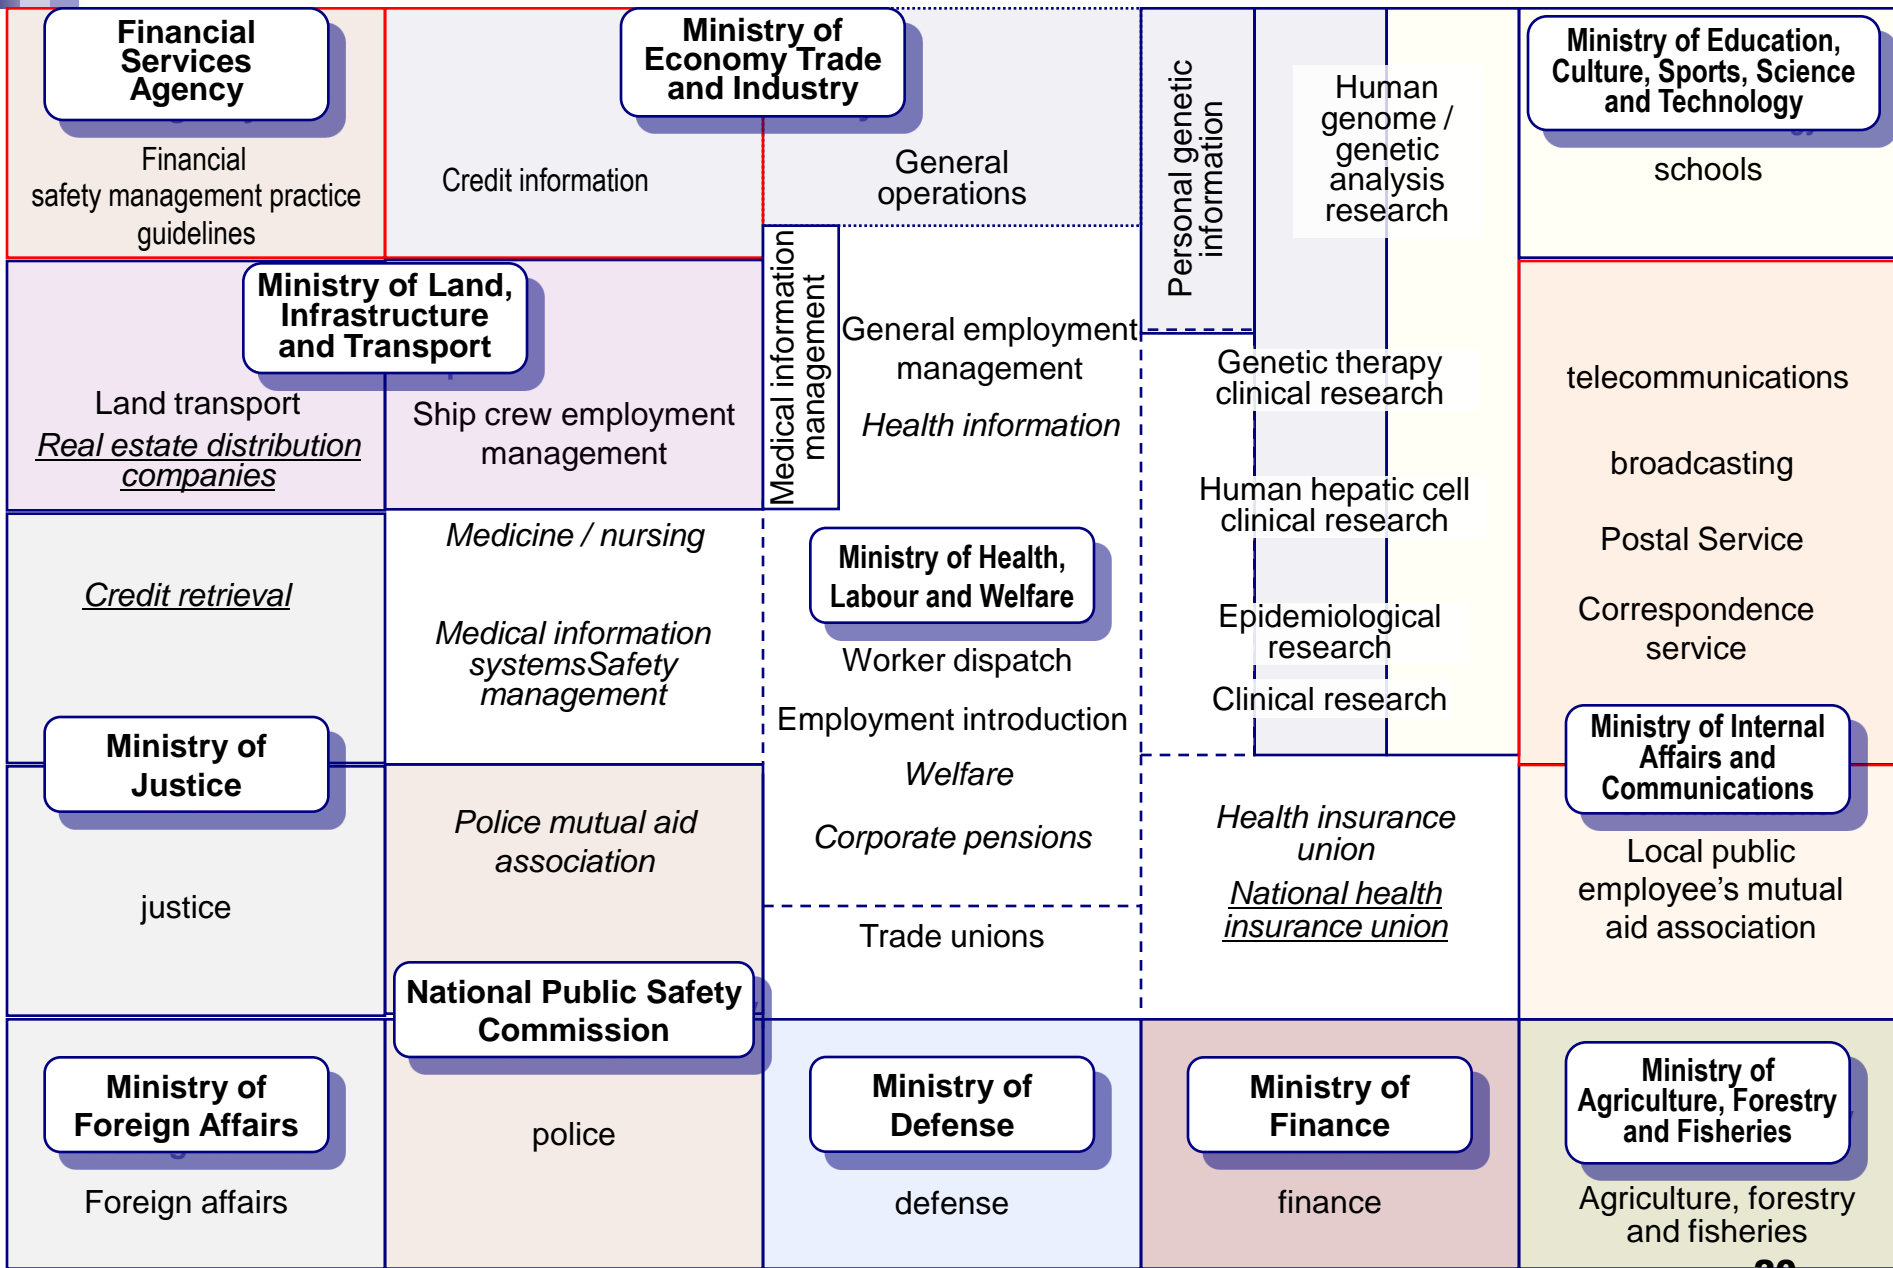 Financial
Services
Agency
Financial
safety management practice
guidelines
Credit information
Ministry of
Economy Trade
and Industry
General
operations
Personal genetic
information
Human
genome /
genetic
analysis
research
Ministry of Education,
Culture, Sports, Science
and Technology
schools
Ministry of Land,
Infrastructure
and Transport
Land transport
Real estate distribution
companies
Ship crew employment
management
Medical information
management
General employment
management
Health information
Genetic therapy
clinical research
Human hepatic cell
clinical research
Epidemiological
research
Clinical research
telecommunications
broadcasting
Postal Service
Correspondence
service
Credit retrieval
Medicine / nursing
Medical information
systemsSafety
management
Ministry of Health,
Labour and Welfare
Worker dispatch
Employment introduction
Welfare
Corporate pensions
Trade unions
Ministry of
Justice
justice
Police mutual aid
association
National Public Safety
Commission
police
Health insurance
union
National health
insurance union
Ministry of Internal
Affairs and
Communications
Local public
employee's mutual
aid association
Ministry of
Foreign Affairs
Foreign affairs
Ministry of
Defense
defense
Ministry of
Finance
finance
Ministry of
Agriculture, Forestry
and Fisheries
Agriculture, forestry
and fisheries